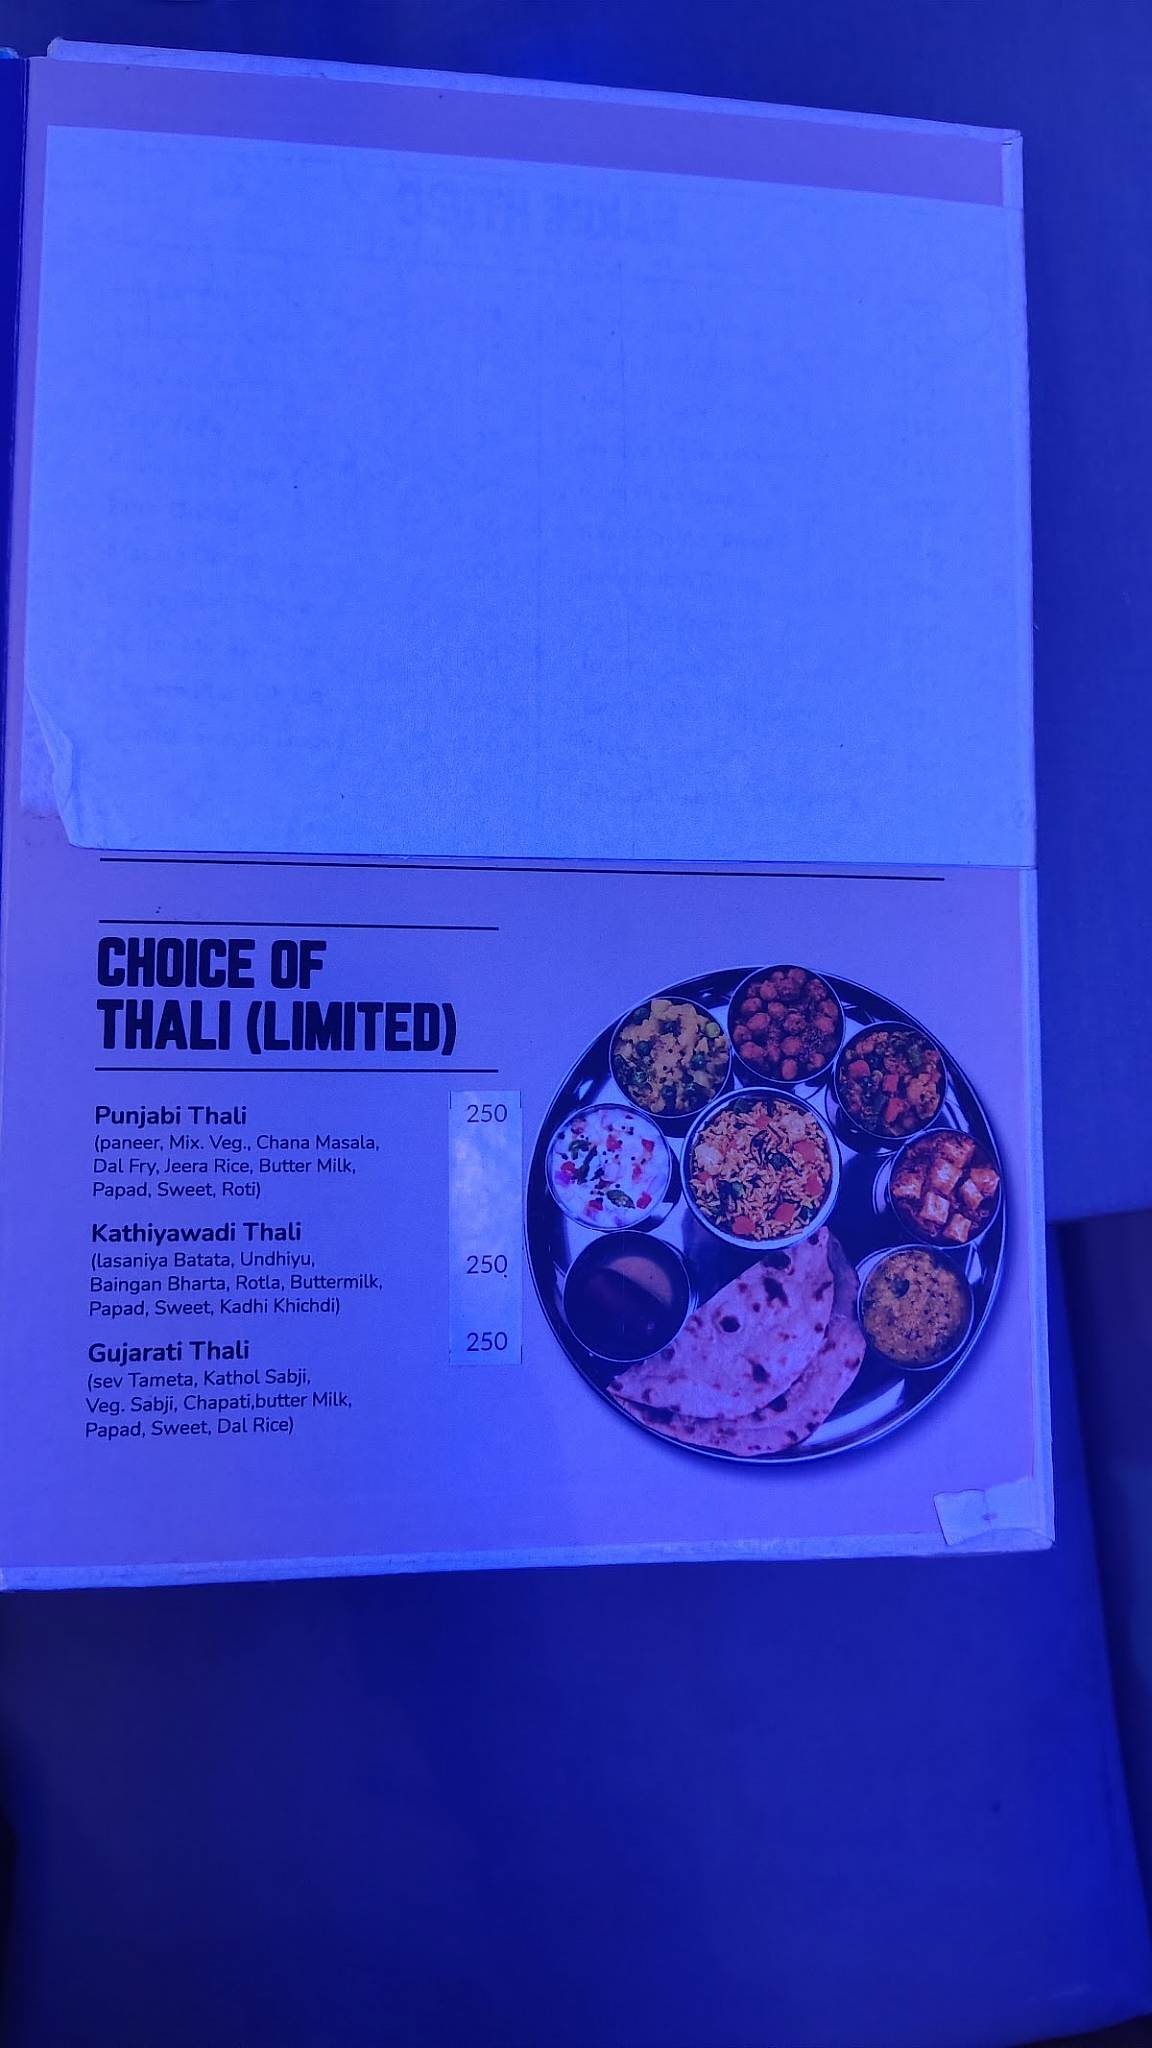 CHOICE OF
THALI (LIMITED)
Punjabi Thali 250
(paneer, Mix. Veg., Chana Masala,
Dal Fry, Jeera Rice, Butter Milk,
Papad, Sweet, Roti)
Kathiyawadi Thali
(lasaniya Batata, Undhiyu, 250
Baingan Bharta, Rotla, Buttermilk,
Papad, Sweet, Kadhi Khichdi)
Gujarati Thali 250
(sev Tameta, Kathol Sabji,
Veg. Sabji, Chapati,butter Milk,
Papad, Sweet, Dal Rice)